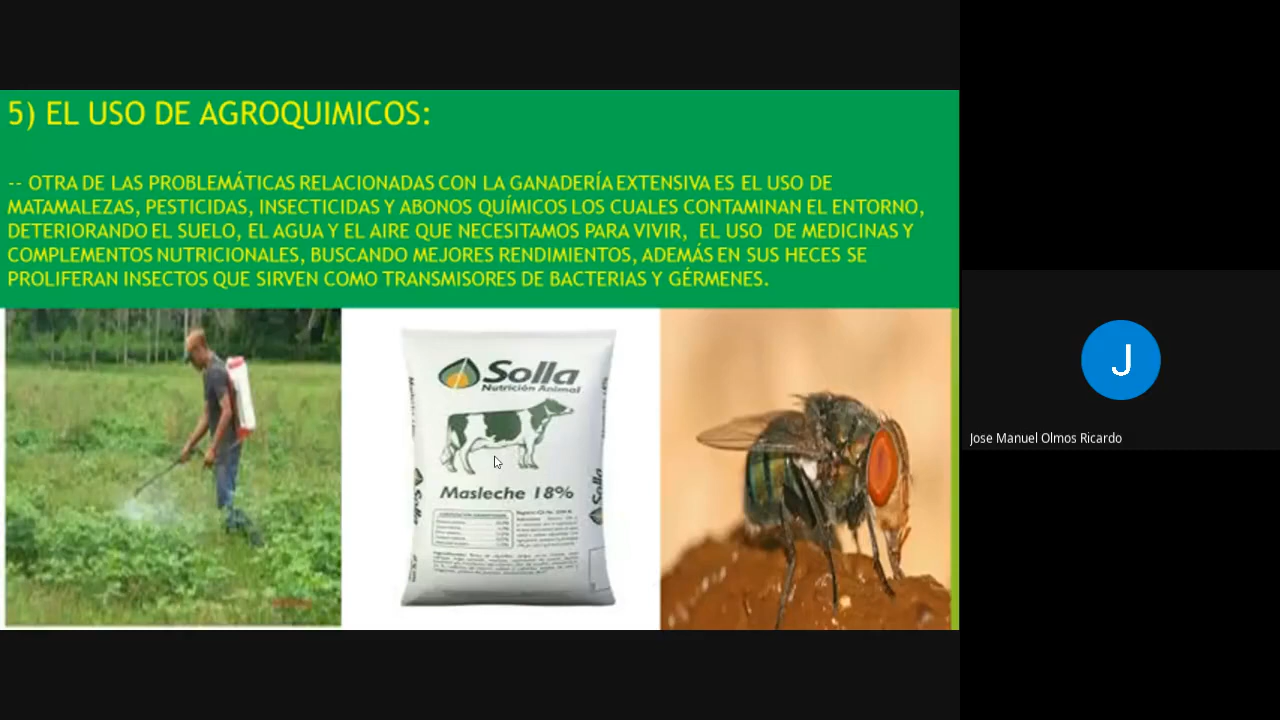 5) EL USO DE AGROQUIMICOS:
-- OTRA DE LAS PROBLEMÁTICAS RELACIONADAS CON LA GANADERÍA EXTENSIVA ES EL USO DE
MATAMALEZAS, PESTICIDAS, INSECTICIDAS Y ABONOS QUÍMICOS LOS CUALES CONTAMINAN EL ENTORNO,
DETERIORANDO EL SUELO, EL AGUA Y EL AIRE QUE NECESITAMOS PARA VIVIR, EL USO DE MEDICINAS Y
COMPLEMENTOS NUTRICIONALES, BUSCANDO MEJORES RENDIMIENTOS, ADEMÁS EN SUS HECES SE
PROLIFERAN INSECTOS QUE SIRVEN COMO TRANSMISORES DE BACTERIAS Y GÉRMENES.
Solla
Nutrición Animal
Masleche 18%
Solla
Solla
J
Jose Manuel Olmos Ricardo